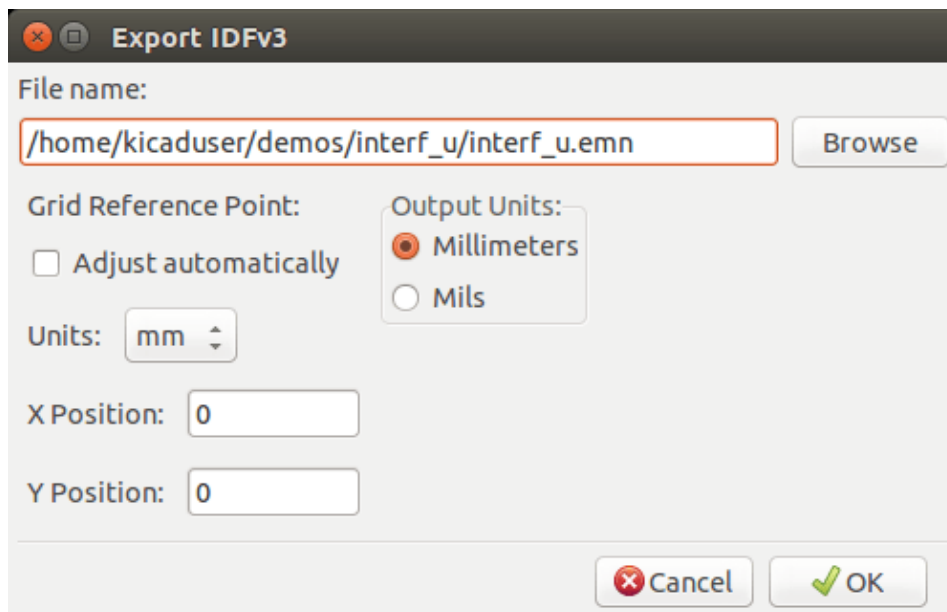 Export IDFv3
File name:
/home/kicaduser/demos/interf_u/interf_u.emn
Browse
Grid Reference Point:
Output Units:
Adjust automatically
Millimeters
Mils
Units:
mm
X Position:
0
Y Position:
0
Cancel
OK